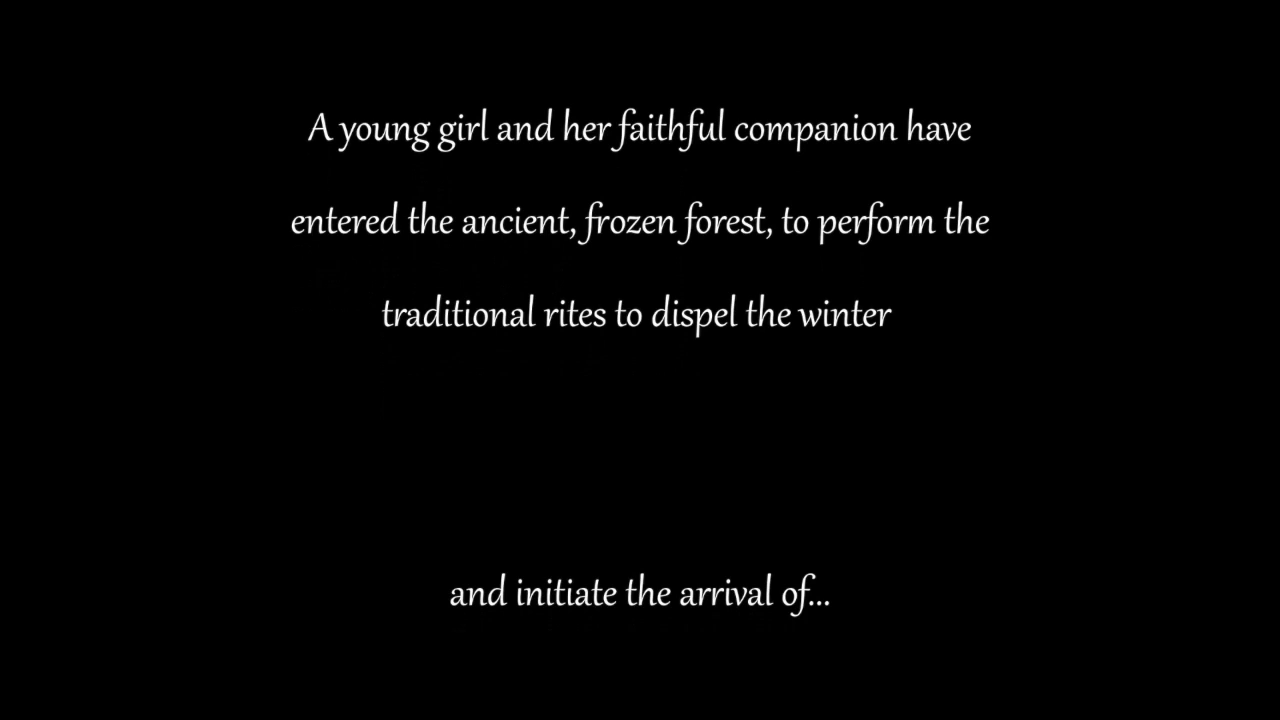 A young girl and her faithful companion have
entered the ancient, frozen forest, to perform the
traditional rites to dispel the winter
and initiate the arrival of...